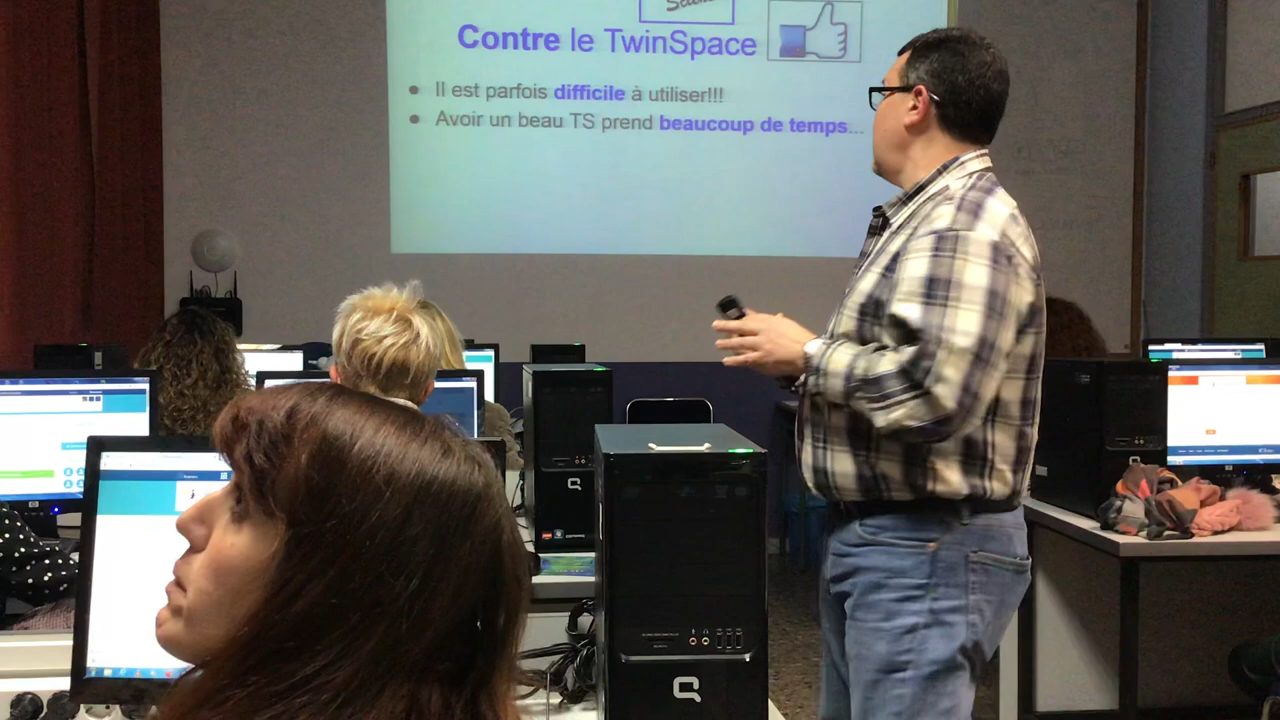 Contre le TwinSpace
● Il est parfois difficile à utiliser!!!
● Avoir un beau TS prend beaucoup de temps...